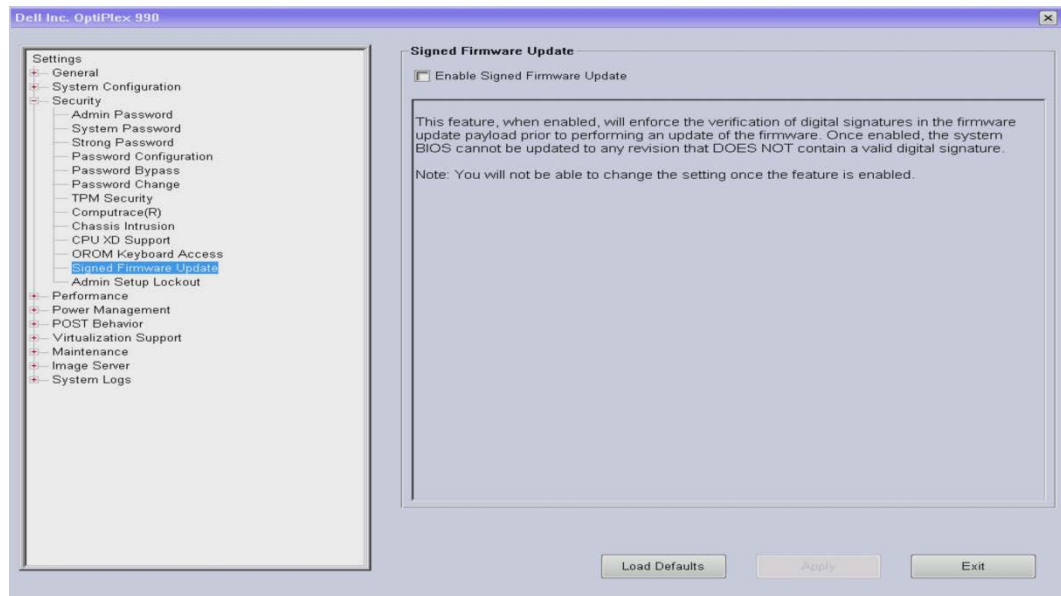 Dell Inc. OptiPlex 990
Settings
General
System Configuration
Security
Admin Password
System Password
Strong Password
Password Configuration
Password Bypass
Password Change
TPM Security
Computrace(R)
Chassis Intrusion
CPU XD Support
OROM Keyboard Access
Signed Firmware Update
Admin Setup Lockout
Performance
Power Management
POST Behavior
Virtualization Support
Maintenance
Image Server
System Logs
Signed Firmware Update
Enable Signed Firmware Update
This feature, when enabled, will enforce the verification of digital signatures in the firmware
update payload prior to performing an update of the firmware. Once enabled, the system
BIOS cannot be updated to any revision that DOES NOT contain a valid digital signature.
Note: You will not be able to change the setting once the feature is enabled.
Load Defaults
Apply
Exit